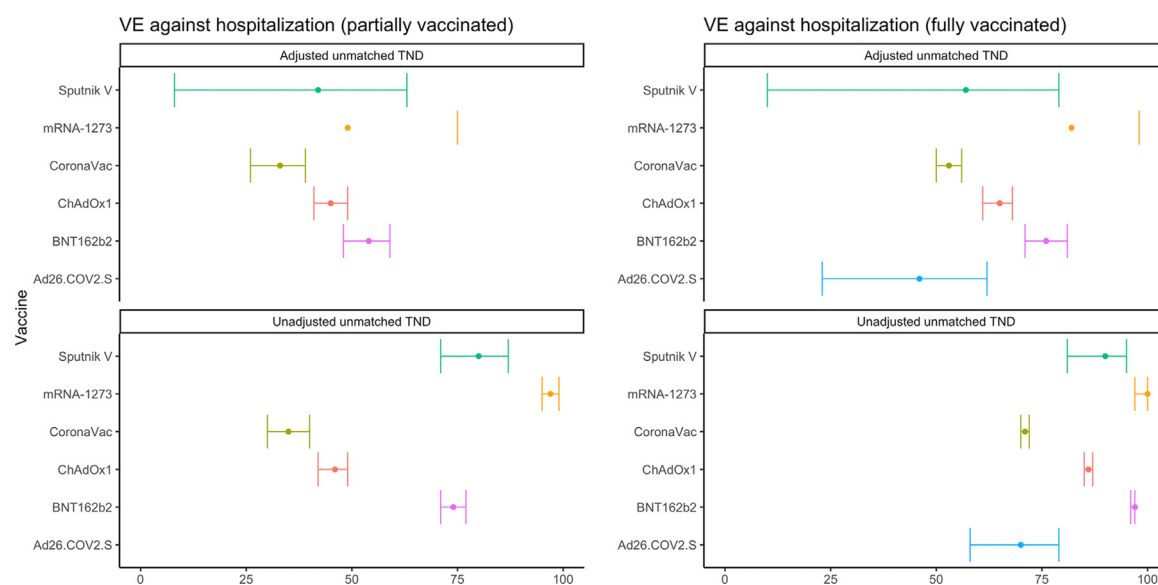 VE against hospitalization (partially vaccinated)
Adjusted unmatched TND
Sputnik V
mRNA-1273
CoronaVac
ChAdOx1
BNT162b2
Ad26.COV2.S
Vaccine
Unadjusted unmatched TND
Sputnik V
mRNA-1273
CoronaVac
ChAdOx1
BNT162b2
Ad26.COV2.S
0 25 50 75 100
VE against hospitalization (fully vaccinated)
Adjusted unmatched TND
Sputnik V
mRNA-1273
CoronaVac
ChAdOx1
BNT162b2
Ad26.COV2.S
Unadjusted unmatched TND
Sputnik V
mRNA-1273
CoronaVac
ChAdOx1
BNT162b2
Ad26.COV2.S
0 25 50 75 100